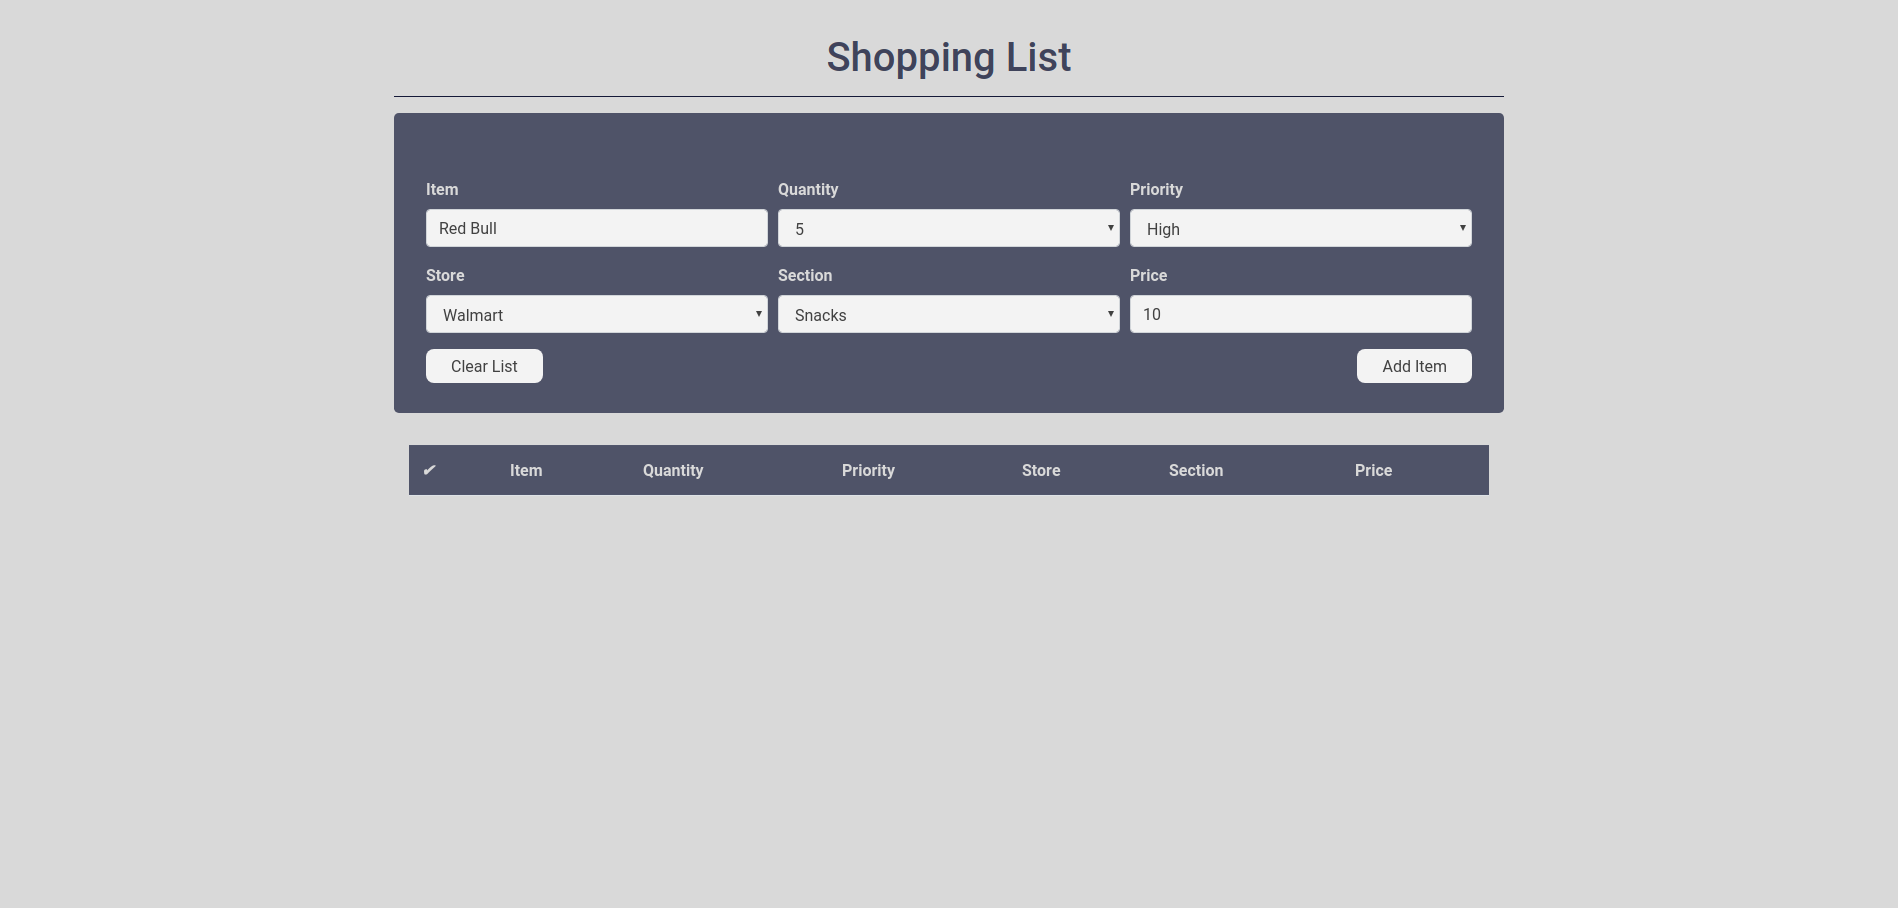 Shopping List
Item Quantity Priority
Red Bull 5 High
Store Section Price
Walmart Snacks 10
Clear List Add Item
✔ Item Quantity Priority Store Section Price